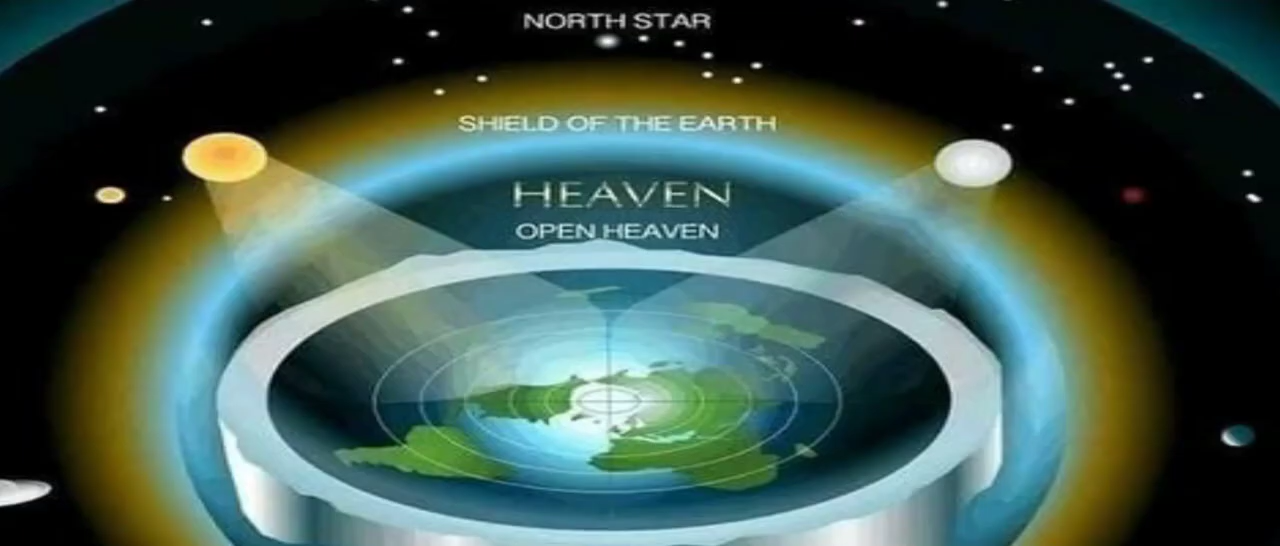 NORTH STAR
SHIELD OF THE EARTH
HEAVEN
OPEN HEAVEN